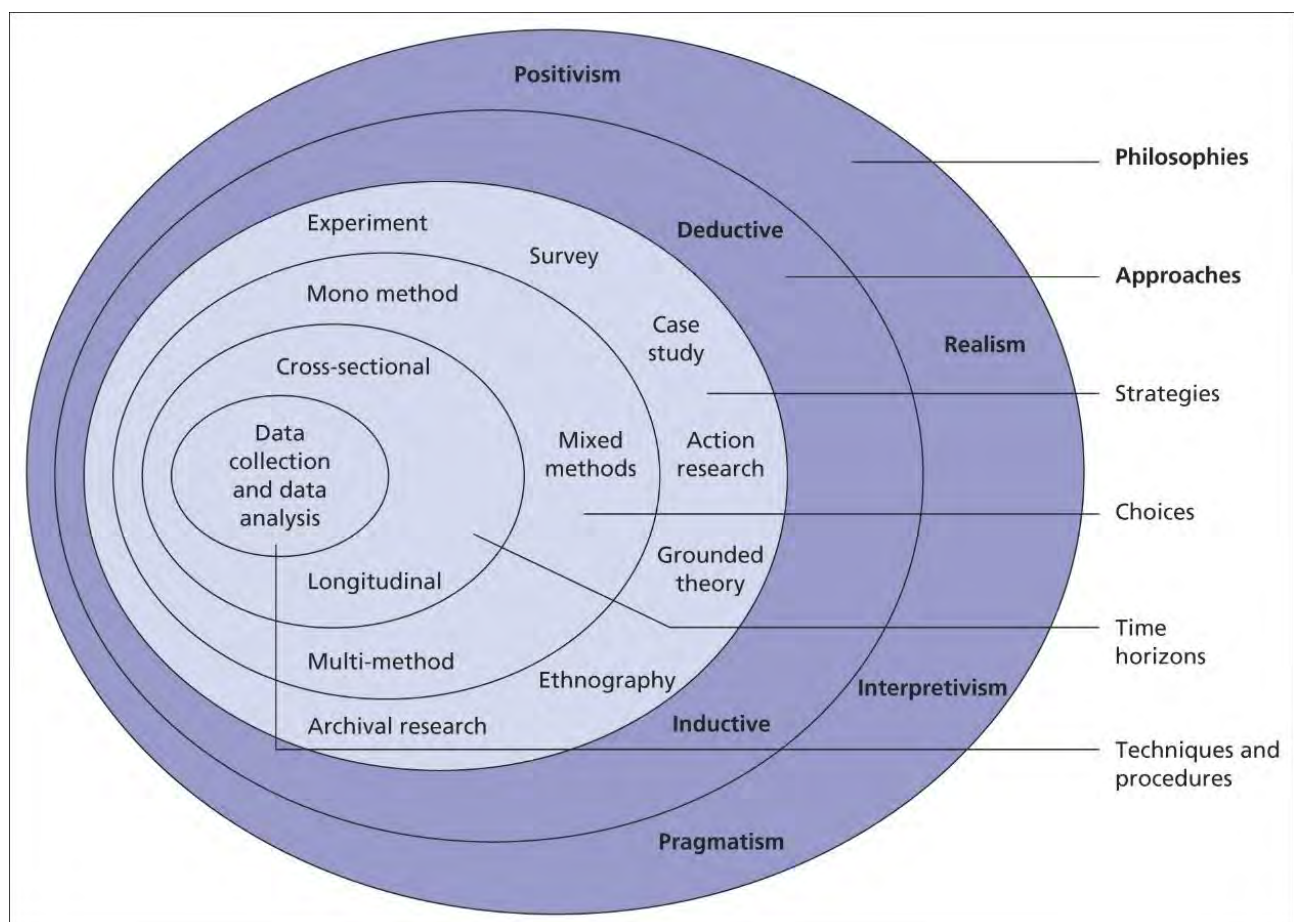 Positivism
Philosophies
Deductive
Approaches
Realism
Experiment
Survey
Case
study
Strategies
Action
research
Grounded
theory
Ethnography
Archival research
Mono method
Mixed
methods
Choices
Multi-method
Cross-sectional
Longitudinal
Time
horizons
Data
collection
and data
analysis
Techniques and
procedures
Inductive
Interpretivism
Pragmatism